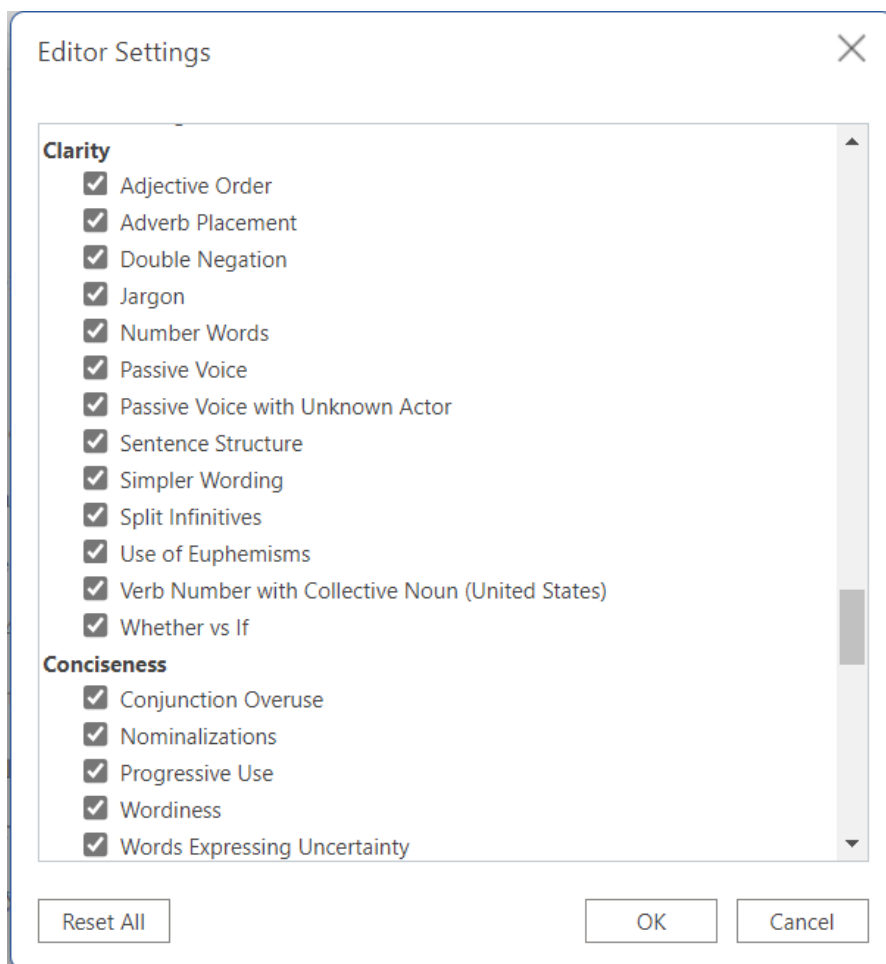 Editor Settings
Clarity
Adjective Order
Adverb Placement
Double Negation
Jargon
Number Words
Passive Voice
Passive Voice with Unknown Actor
Sentence Structure
Simpler Wording
Split Infinitives
Use of Euphemisms
Verb Number with Collective Noun (United States)
Whether vs If
Conciseness
Conjunction Overuse
Nominalizations
Progressive Use
Wordiness
Words Expressing Uncertainty
Reset All
OK
Cancel